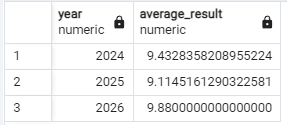 year numeric average_result numeric
1 2024 9.4328358208955224
2 2025 9.1145161290322581
3 2026 9.8800000000000000